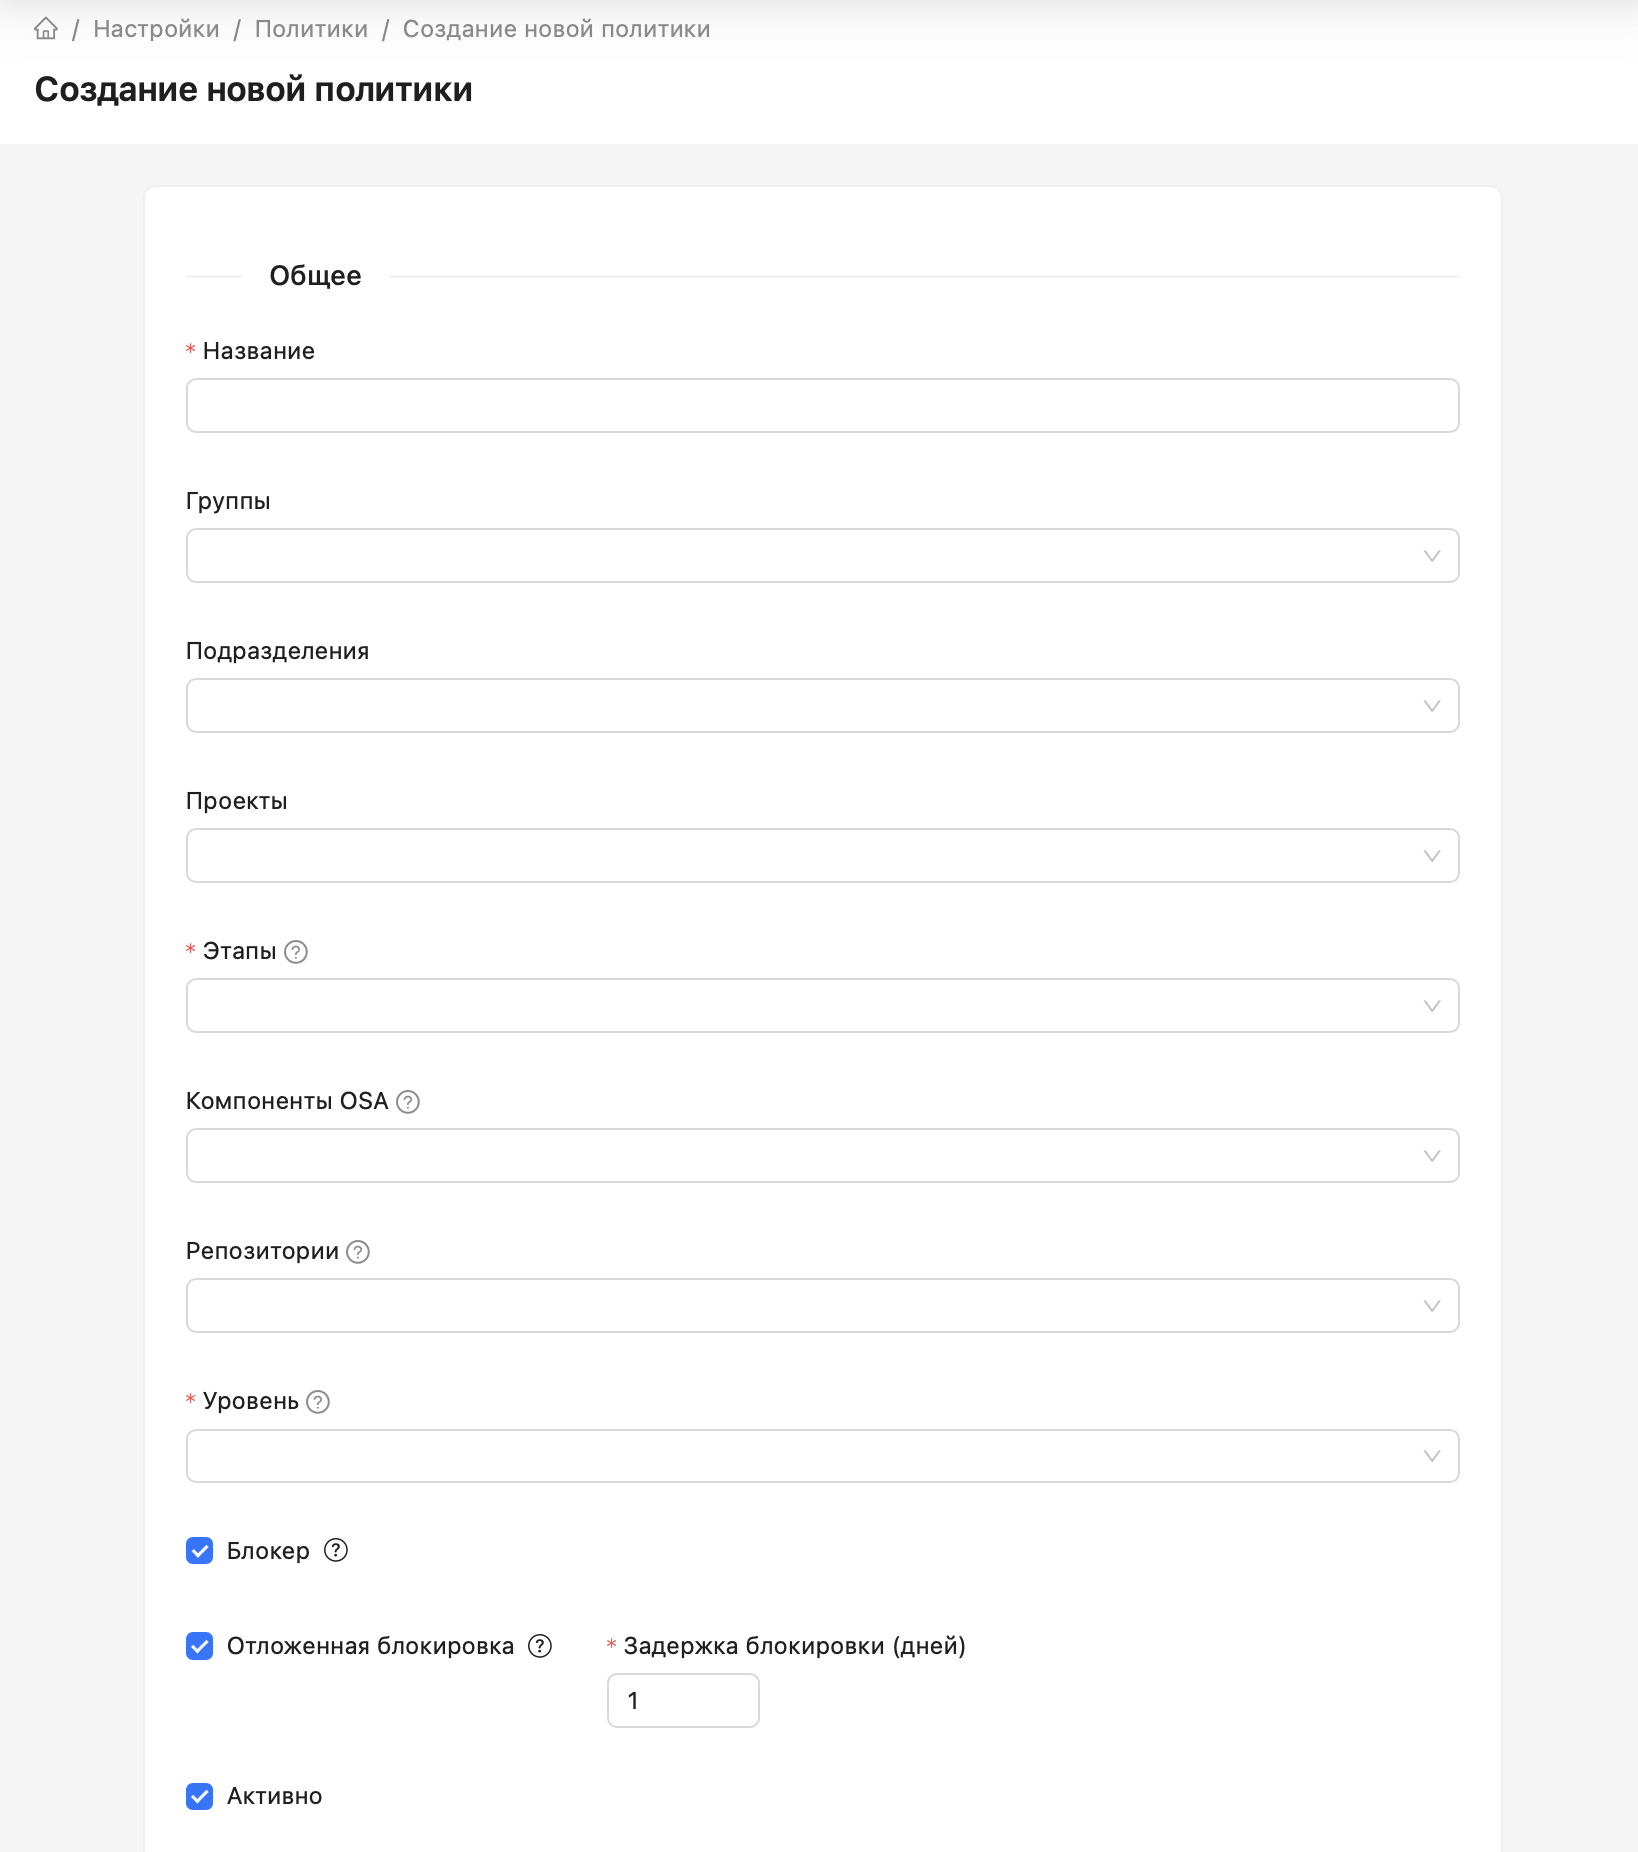 / Настройки / Политики / Создание новой политики
Создание новой политики
Общее
* Название
Группы
Подразделения
Проекты
* Этапы ?
Компоненты OSA ?
Репозитории ?
* Уровень ?
Блокер ?
Отложенная блокировка ? * Задержка блокировки (дней)
1
Активно